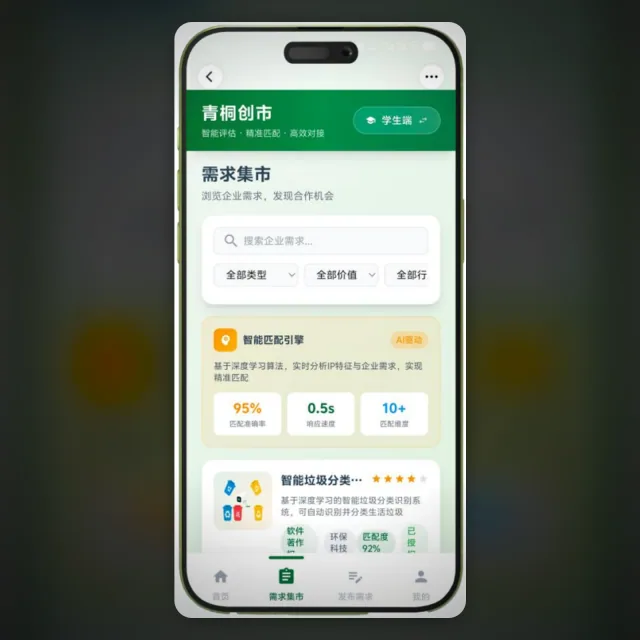 青桐创市
智能评估 · 精准匹配 · 高效对接
学生端
需求集市
浏览企业需求，发现合作机会
搜索企业需求...
全部类型
全部价值
全部行
智能匹配引擎
AI驱动
基于深度学习算法，实时分析IP特征与企业需求，实现
精准匹配
95%
匹配准确率
0.5s
响应速度
10+
匹配维度
智能垃圾分类…
基于深度学习的智能垃圾分类识别系
统，可自动识别并分类生活垃圾
软件
著作
环保
科技
匹配度
92%
已
首页
需求集市
发布需求
我的